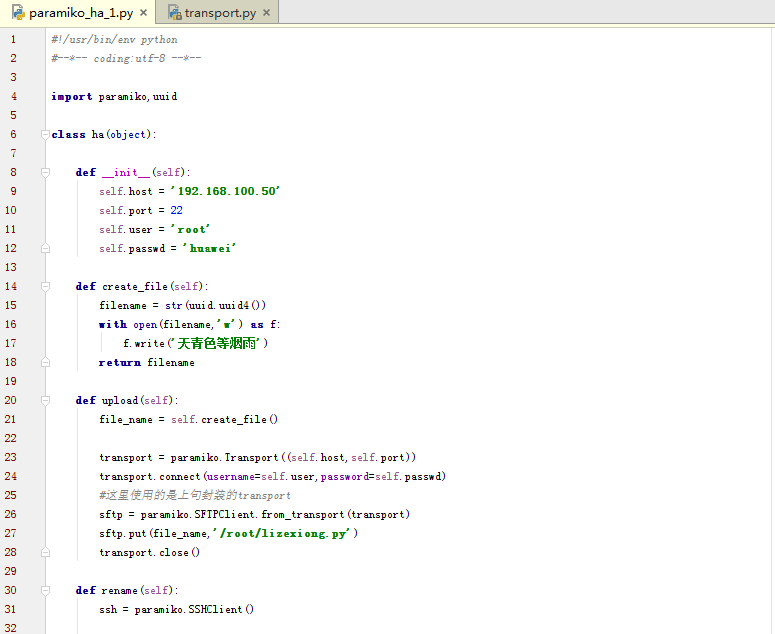 paramiko_ha_1.py × transport.py ×
1 #!/usr/bin/env python
2 #--*-- coding:utf-8 --*--
3
4 import paramiko,uuid
5
6 class ha(object):
7
8     def __init__(self):
9         self.host = '192.168.100.50'
10         self.port = 22
11         self.user = 'root'
12         self.passwd = 'huawei'
13
14     def create_file(self):
15         filename = str(uuid.uuid4())
16         with open(filename,'w') as f:
17             f.write('天青色等烟雨')
18         return filename
19
20     def upload(self):
21         file_name = self.create_file()
22
23         transport = paramiko.Transport((self.host,self.port))
24         transport.connect(username=self.user,password=self.passwd)
25         #这里使用的是上句封装的transport
26         sftp = paramiko.SFTPClient.from_transport(transport)
27         sftp.put(file_name,'/root/lizexiong.py')
28         transport.close()
29
30     def rename(self):
31         ssh = paramiko.SSHClient()
32